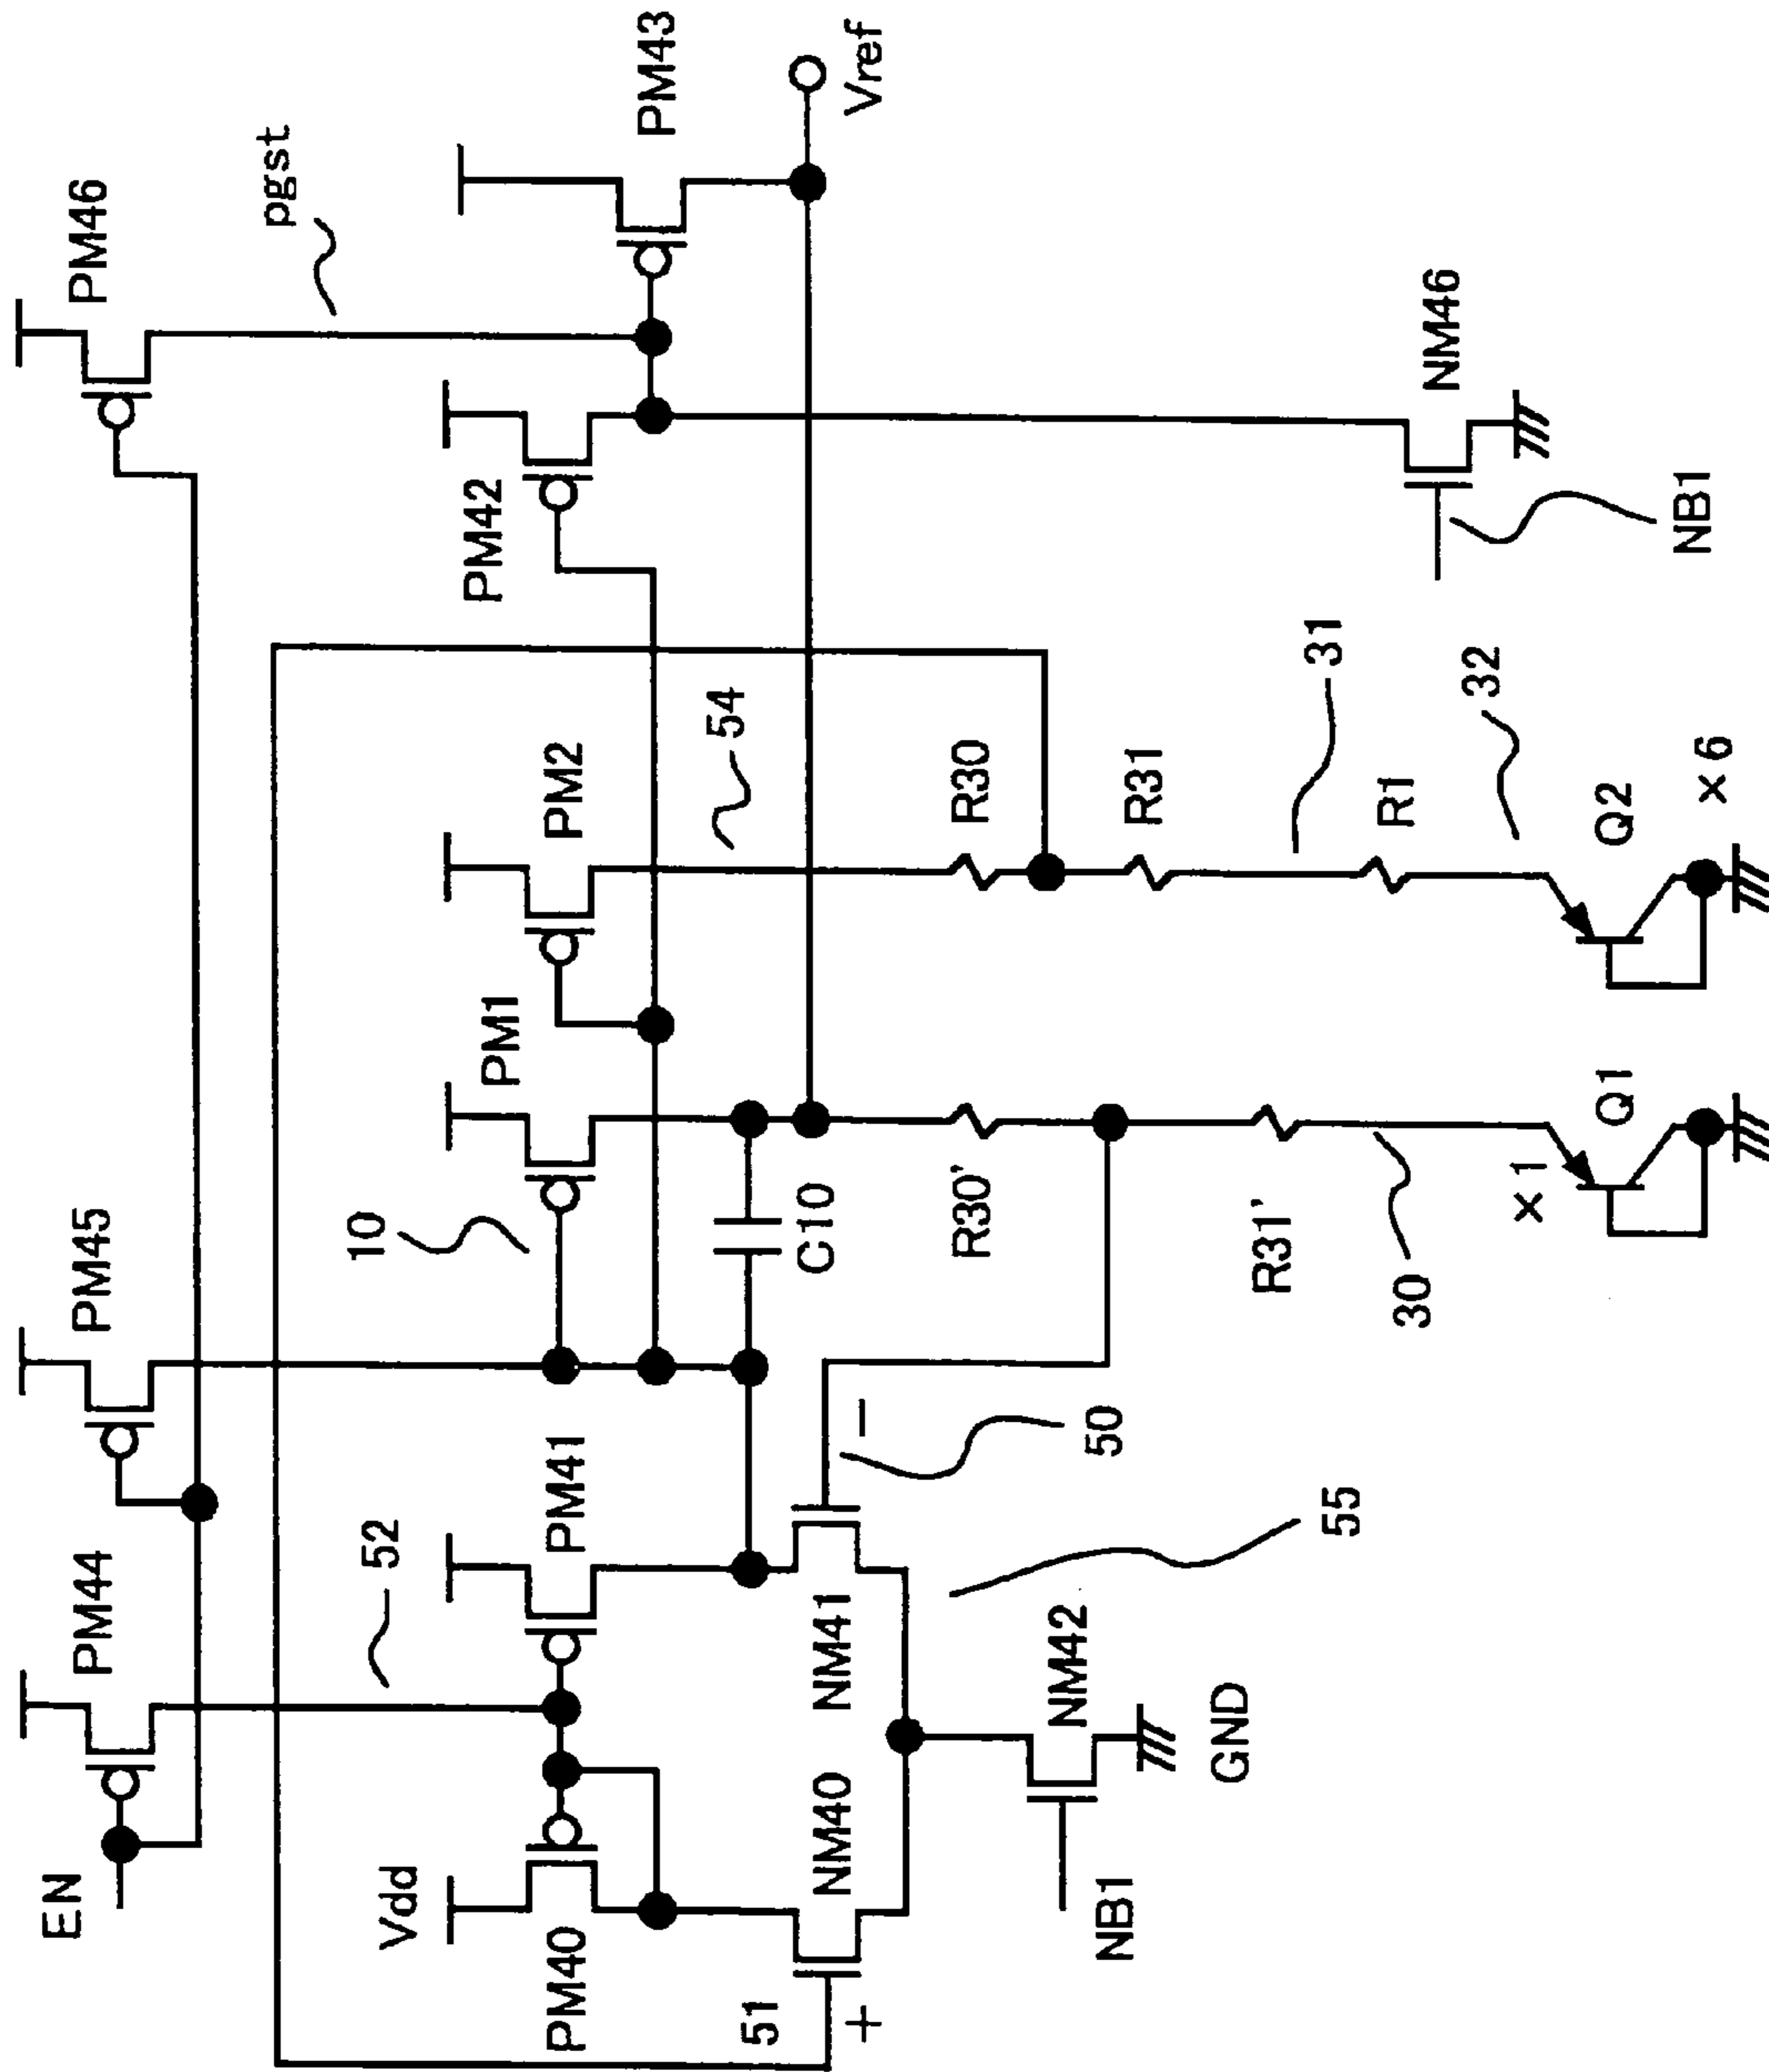 EN
PM44
PM45
PM46
pgst
Vdd
52
10
PM1
PM2
PM42
PM43
PM40
PM41
54
C10
Vref
51
+
NM40
NM41
−
50
R30'
R30
55
NM42
NB1
GND
R31'
R31
31
30
R1
32
NM46
NB1
×1
Q1
Q2
×6